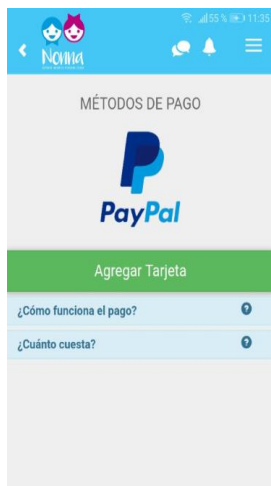 55 % 11:35
Nonna
MÉTODOS DE PAGO
PayPal
Agregar Tarjeta
¿Cómo funciona el pago?
¿Cuánto cuesta?